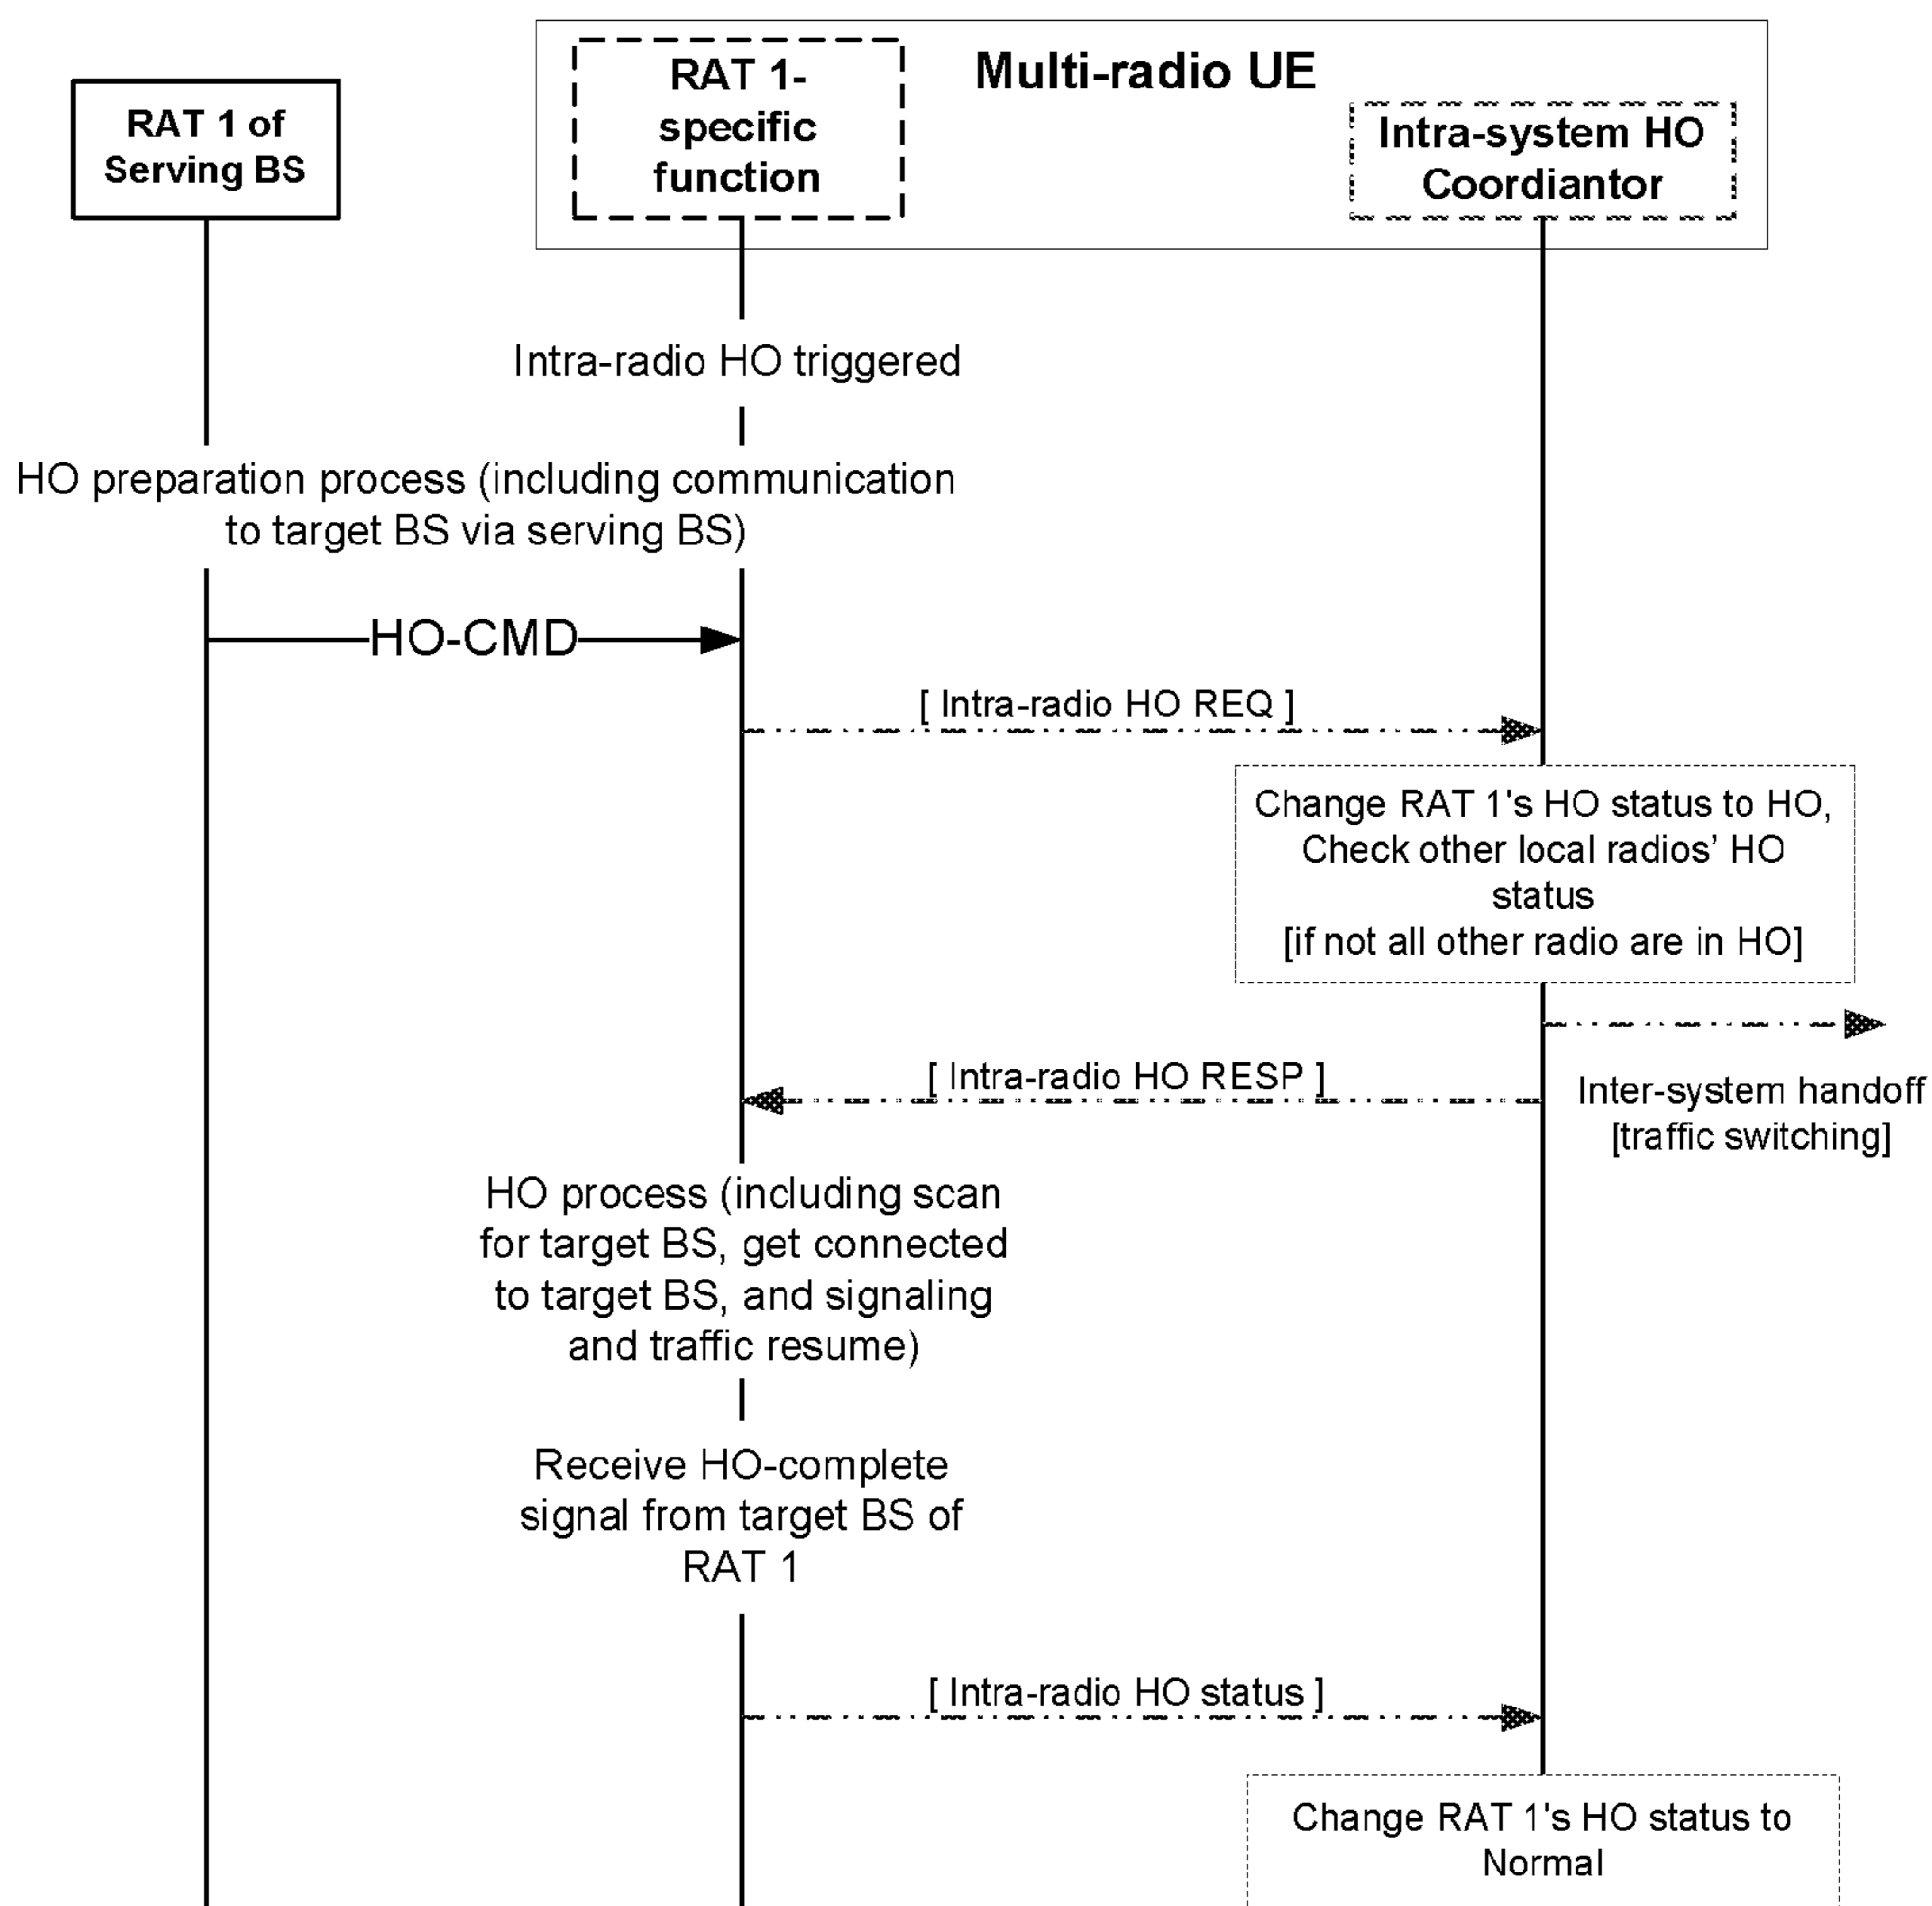 Multi-radio UE
RAT 1 of
Serving BS
RAT 1-
specific
function
Intra-system HO
Coordiantor
Intra-radio HO triggered
HO preparation process (including communication
to target BS via serving BS)
HO-CMD
[ Intra-radio HO REQ ]
Change RAT 1's HO status to HO,
Check other local radios’ HO
status
[if not all other radio are in HO]
[ Intra-radio HO RESP ]
Inter-system handoff
[traffic switching]
HO process (including scan
for target BS, get connected
to target BS, and signaling
and traffic resume)
Receive HO-complete
signal from target BS of
RAT 1
[ Intra-radio HO status ]
Change RAT 1's HO status to
Normal